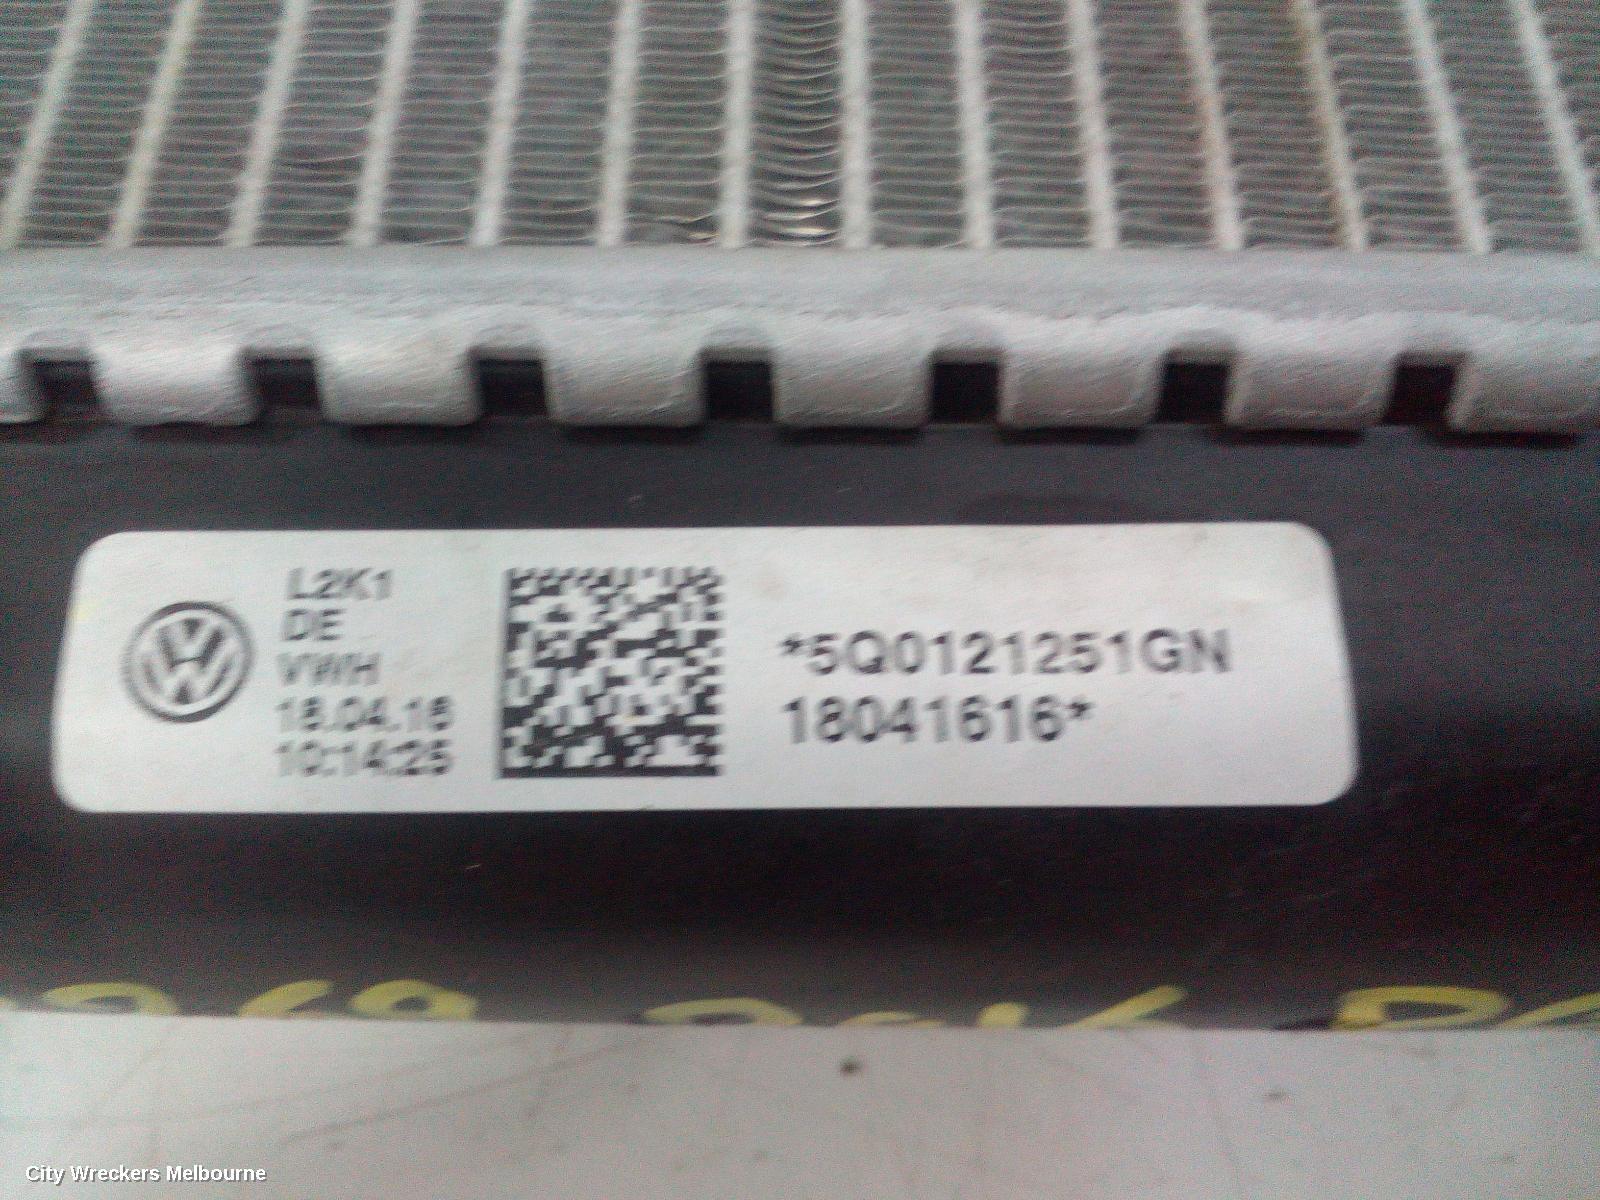 L2K1
DE
VWH
18.04.16
10:14:25
*5Q0121251GN
18041616*
City Wreckers Melbourne